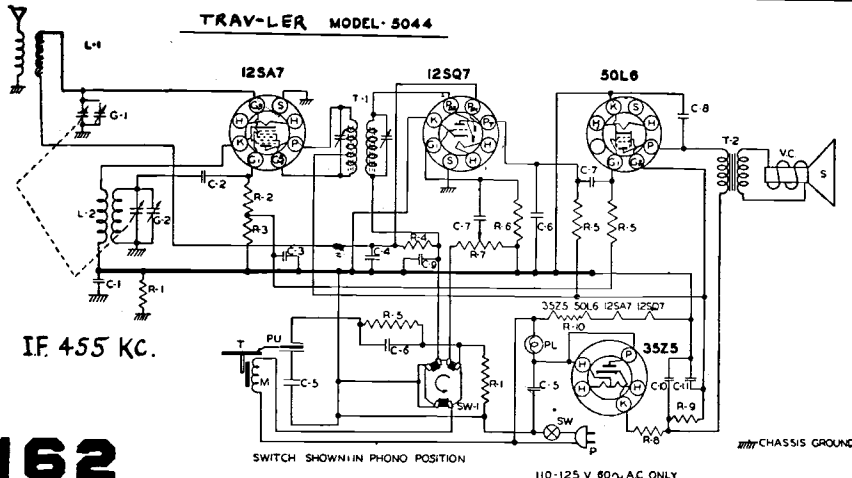 TRAV-LER MODEL-5044
L-1
12SA7
12SQ7
50L6
G-1
T-1
C-8
T-2
V.C.
S
C-2
R-2
R-3
L-2
G-2
C-7
R-6
C-6
C-7
R-5
R-5
C-3
C-4
R-4
C-9
R-7
C-1
R-1
I.F. 455 KC.
35Z5 50L6 12SA7 12SQ7
R-10
35Z5
PL
T
PU
M
R-5
C-6
C-5
SW-1
R-1
C-5
SW
P
C-10
C-11
R-9
R-8
SWITCH SHOWN IN PHONO POSITION
CHASSIS GROUND
162
110-125 V 60~ A.C ONLY